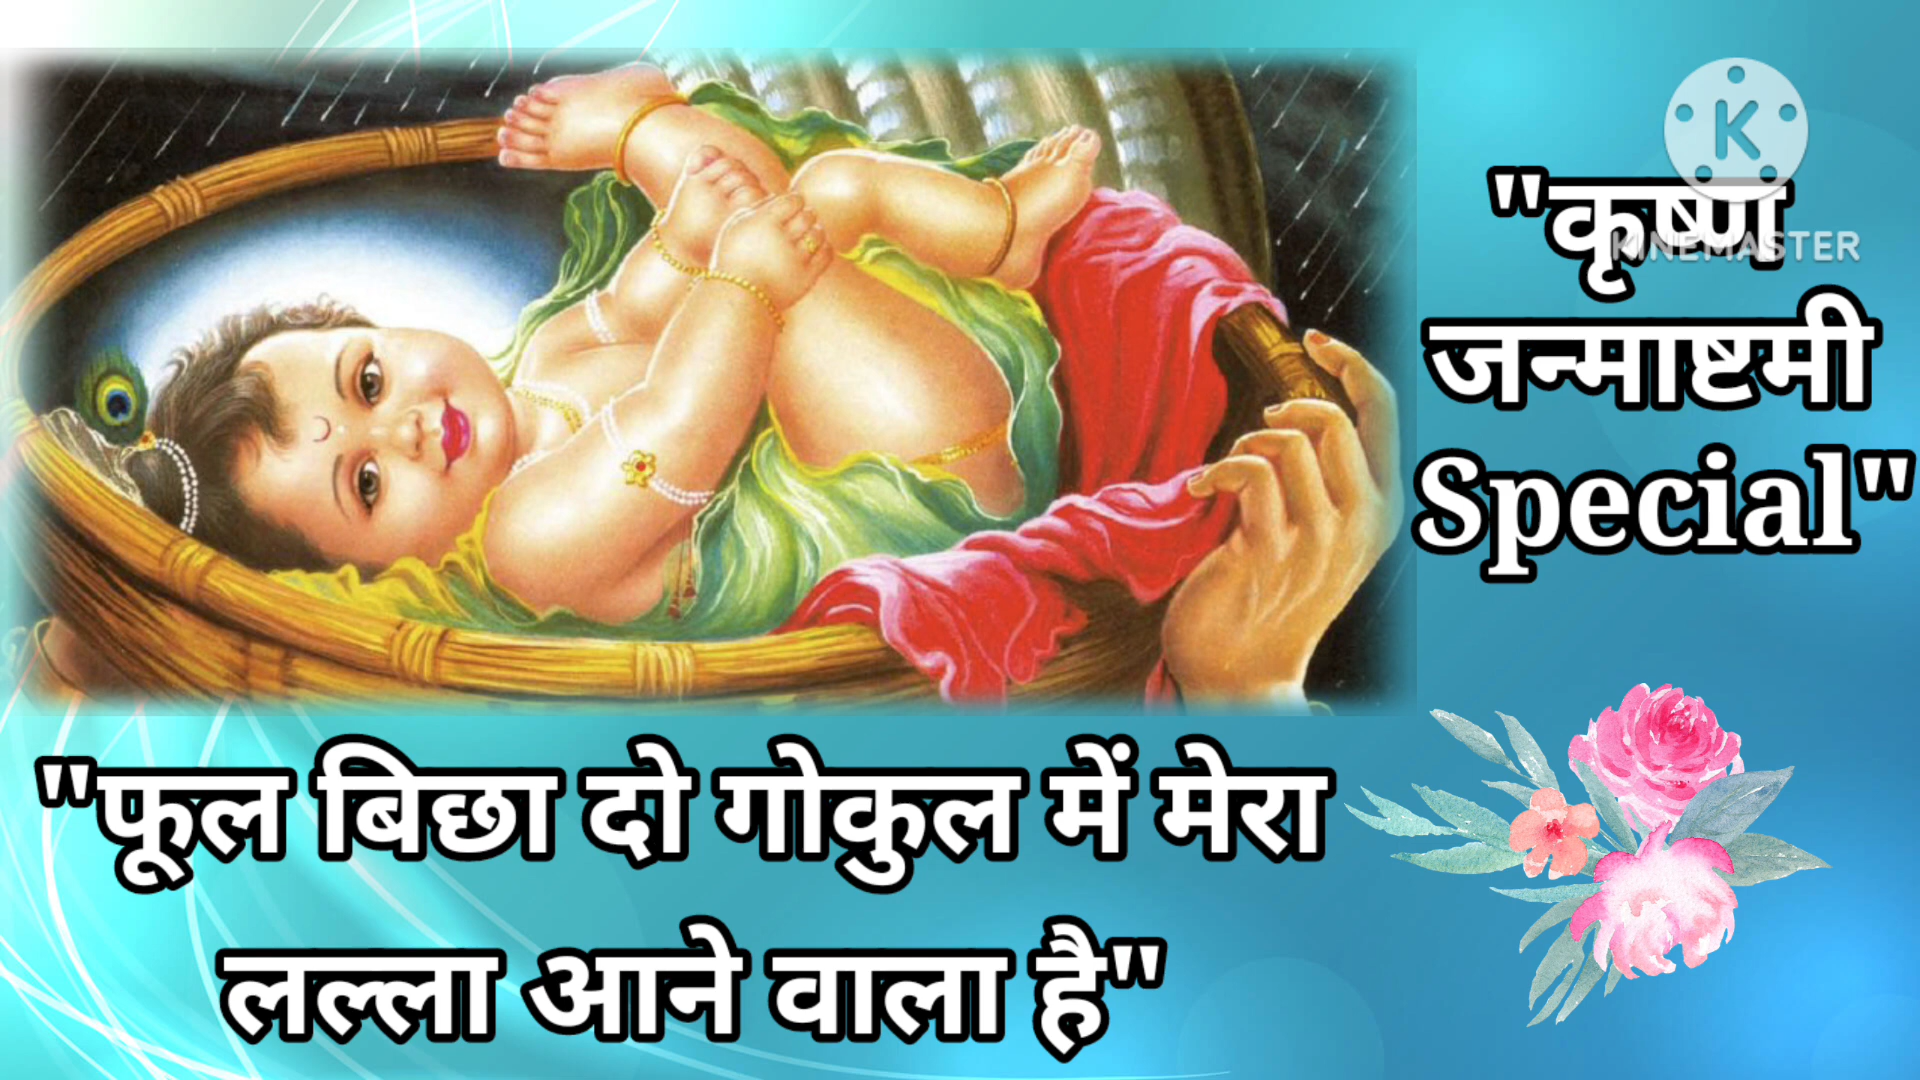 "कृष्ण
KINEMASTER
जन्माष्टमी
Special"
"फूल बिछा दो गोकुल में मेरा
लल्ला आने वाला है"